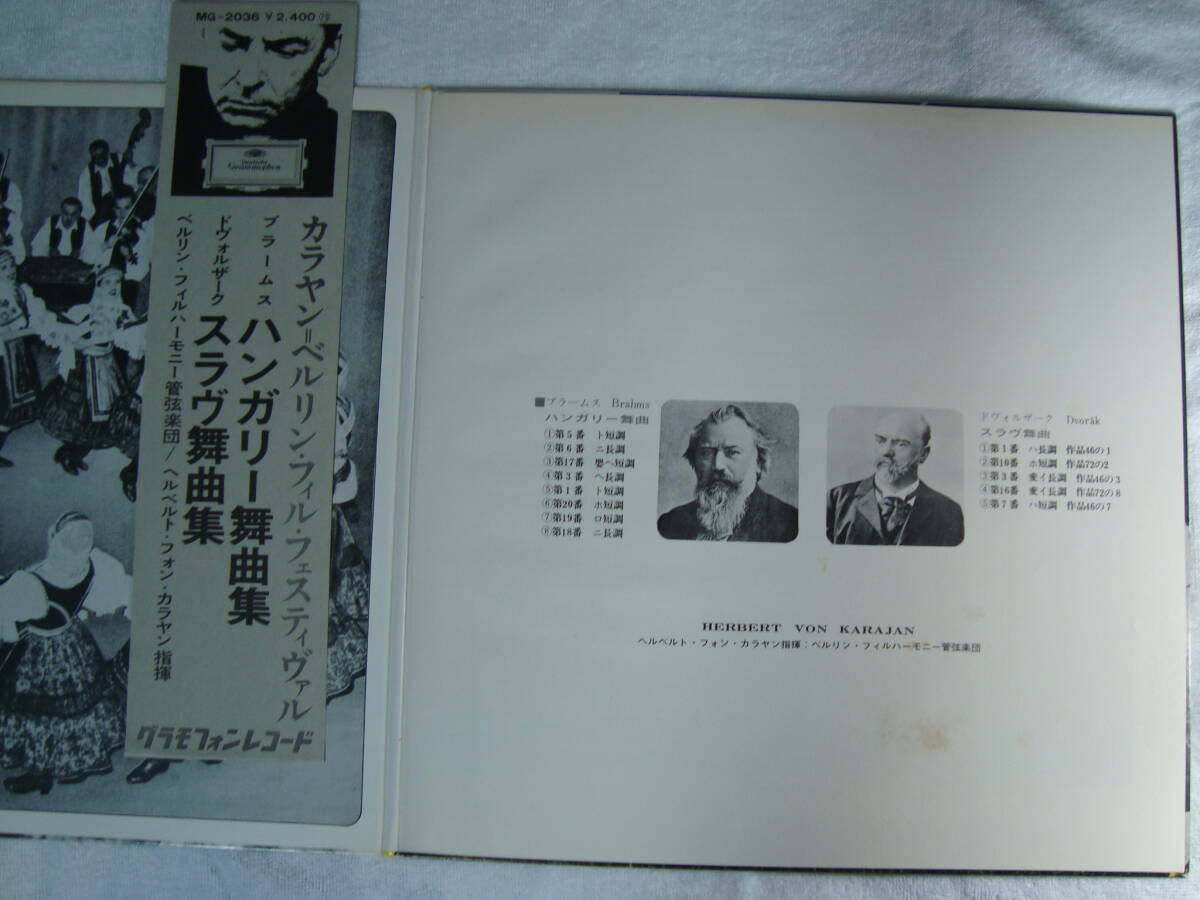 MG-2036 ¥2,400
Deutsche
Grammophon
カラヤン=ベルリン・フィル・フェスティヴァル
ブラームス ハンガリー舞曲集
ドヴォルザーク スラヴ舞曲集
ベルリン・フィルハーモニー管弦楽団/ヘルベルト・フォン・カラヤン指揮
グラモフォンレコード
■ブラームス Brahms
ハンガリー舞曲
①第5番 ト短調
②第6番 ニ長調
③第17番 嬰ヘ短調
④第3番 ヘ長調
⑤第1番 ト短調
⑥第20番 ホ短調
⑦第19番 ロ短調
⑧第18番 ニ長調
ドヴォルザーク Dvorák
スラヴ舞曲
①第1番 ハ長調 作品46の1
②第10番 ホ短調 作品72の2
③第3番 変イ長調 作品46の3
④第16番 変イ長調 作品72の8
⑤第7番 ハ短調 作品46の7
HERBERT VON KARAJAN
ヘルベルト・フォン・カラヤン指揮:ベルリン・フィルハーモニー管弦楽団